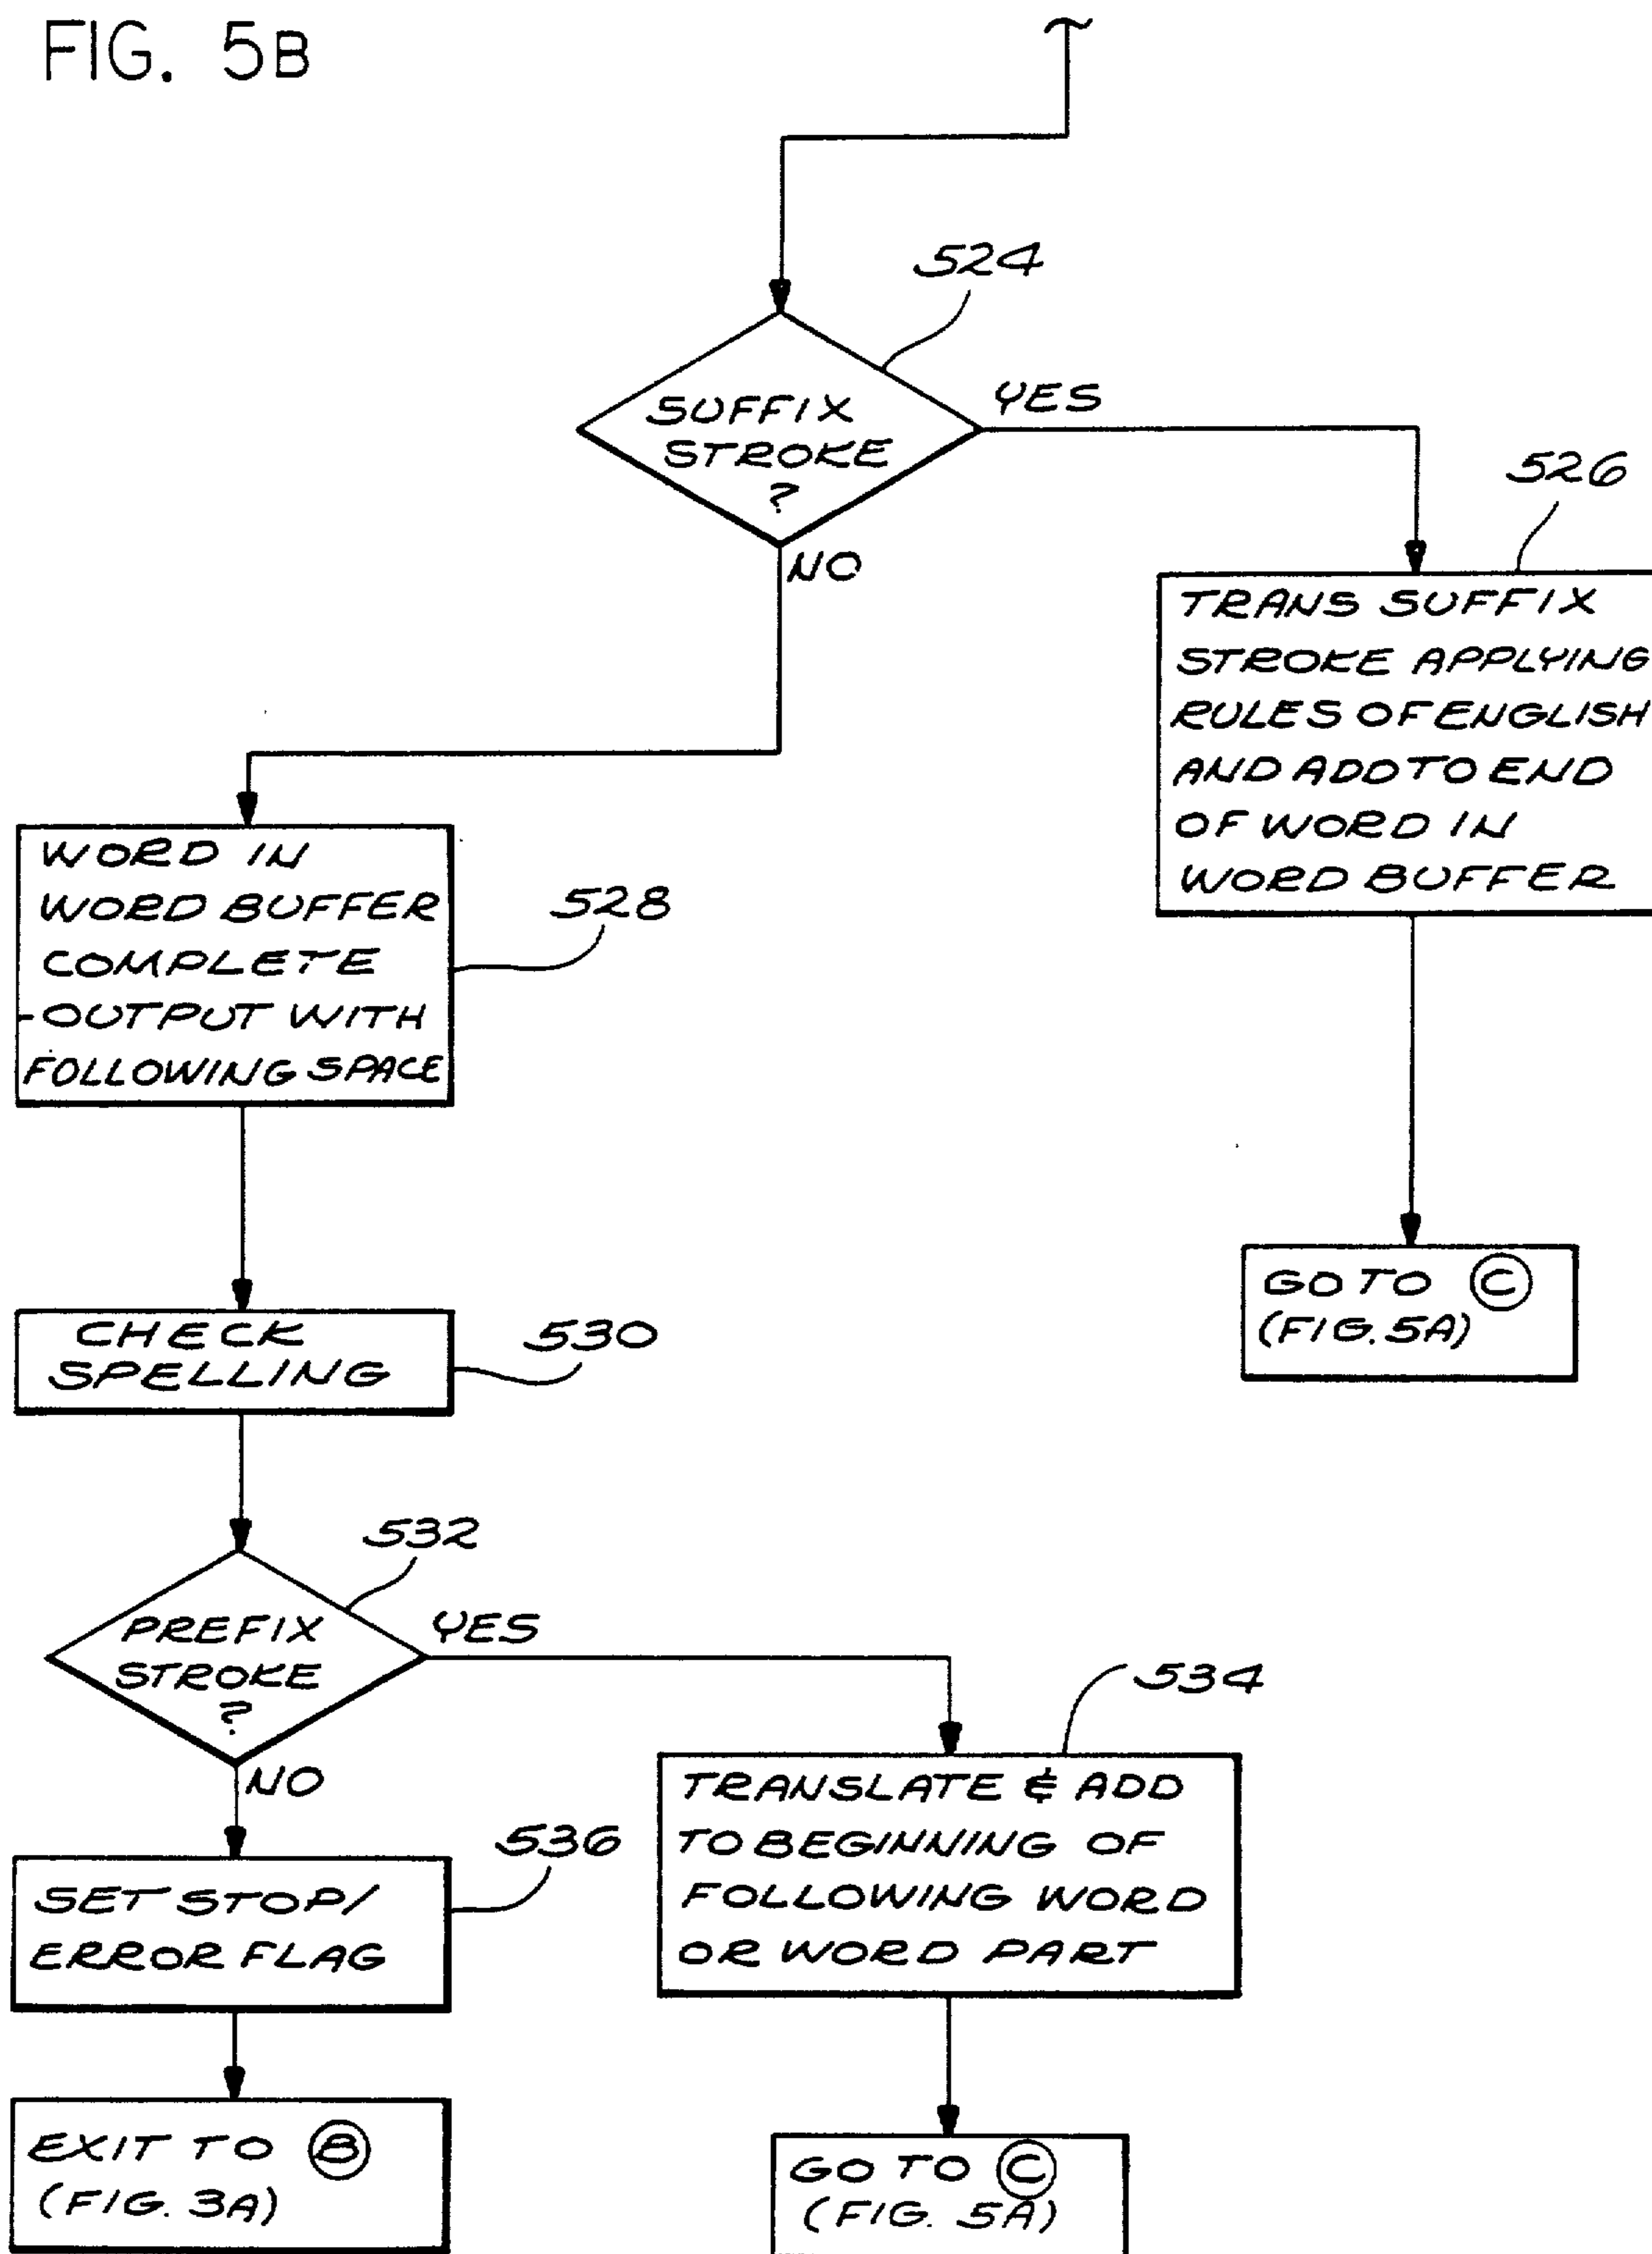 FIG. 5B
524
SUFFIX
STROKE
?
YES
NO
526
TRANS SUFFIX
STROKE APPLYING
RULES OF ENGLISH
AND ADD TO END
OF WORD IN
WORD BUFFER
GO TO C
(FIG. 5A)
WORD IN
WORD BUFFER
COMPLETE
-OUTPUT WITH
FOLLOWING SPACE
528
CHECK
SPELLING
530
532
PREFIX
STROKE
?
YES
NO
534
TRANSLATE & ADD
TO BEGINNING OF
FOLLOWING WORD
OR WORD PART
GO TO C
(FIG. 5A)
536
SET STOP/
ERROR FLAG
EXIT TO B
(FIG. 3A)